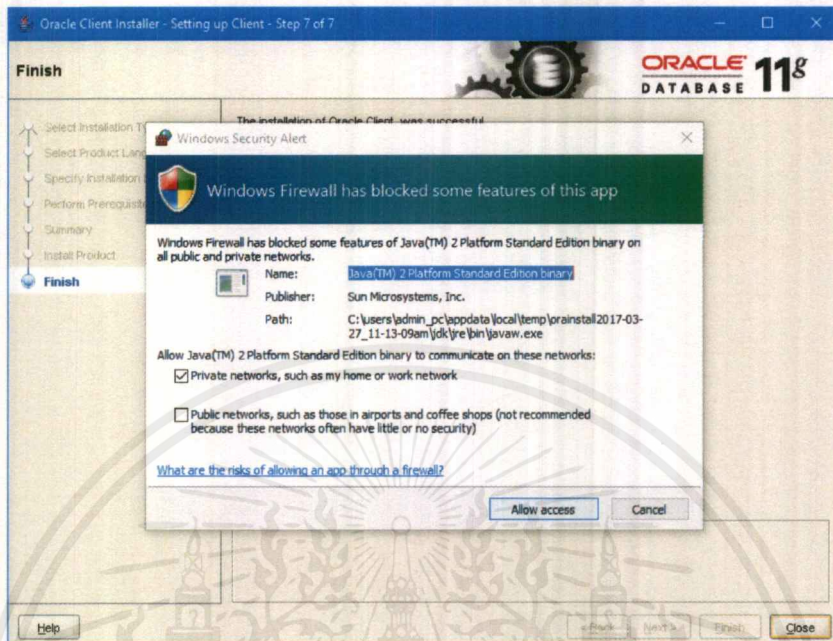 Oracle Client Installer - Setting up Client - Step 7 of 7
Finish
ORACLE
DATABASE 11g
Select Installation
Select Product
Specify Installation
Perform
Summary
Install Product
Finish
The installation of Oracle Client was successful
Windows Security Alert
Windows Firewall has blocked some features of this app
Windows Firewall has blocked some features of Java(TM) 2 Platform Standard Edition binary on
all public and private networks.
Name: Java(TM) 2 Platform Standard Edition binary
Publisher: Sun Microsystems, Inc.
Path: C:\users\admin_pc\appdata\local\temp\orainstall2017-03-
27_11-13-09am\jdk\jre\bin\javaw.exe
Allow Java(TM) 2 Platform Standard Edition binary to communicate on these networks:
Private networks, such as my home or work network
Public networks, such as those in airports and coffee shops (not recommended
because these networks often have little or no security)
What are the risks of allowing an app through a firewall?
Allow access Cancel
Help < Back Next > Finish Close